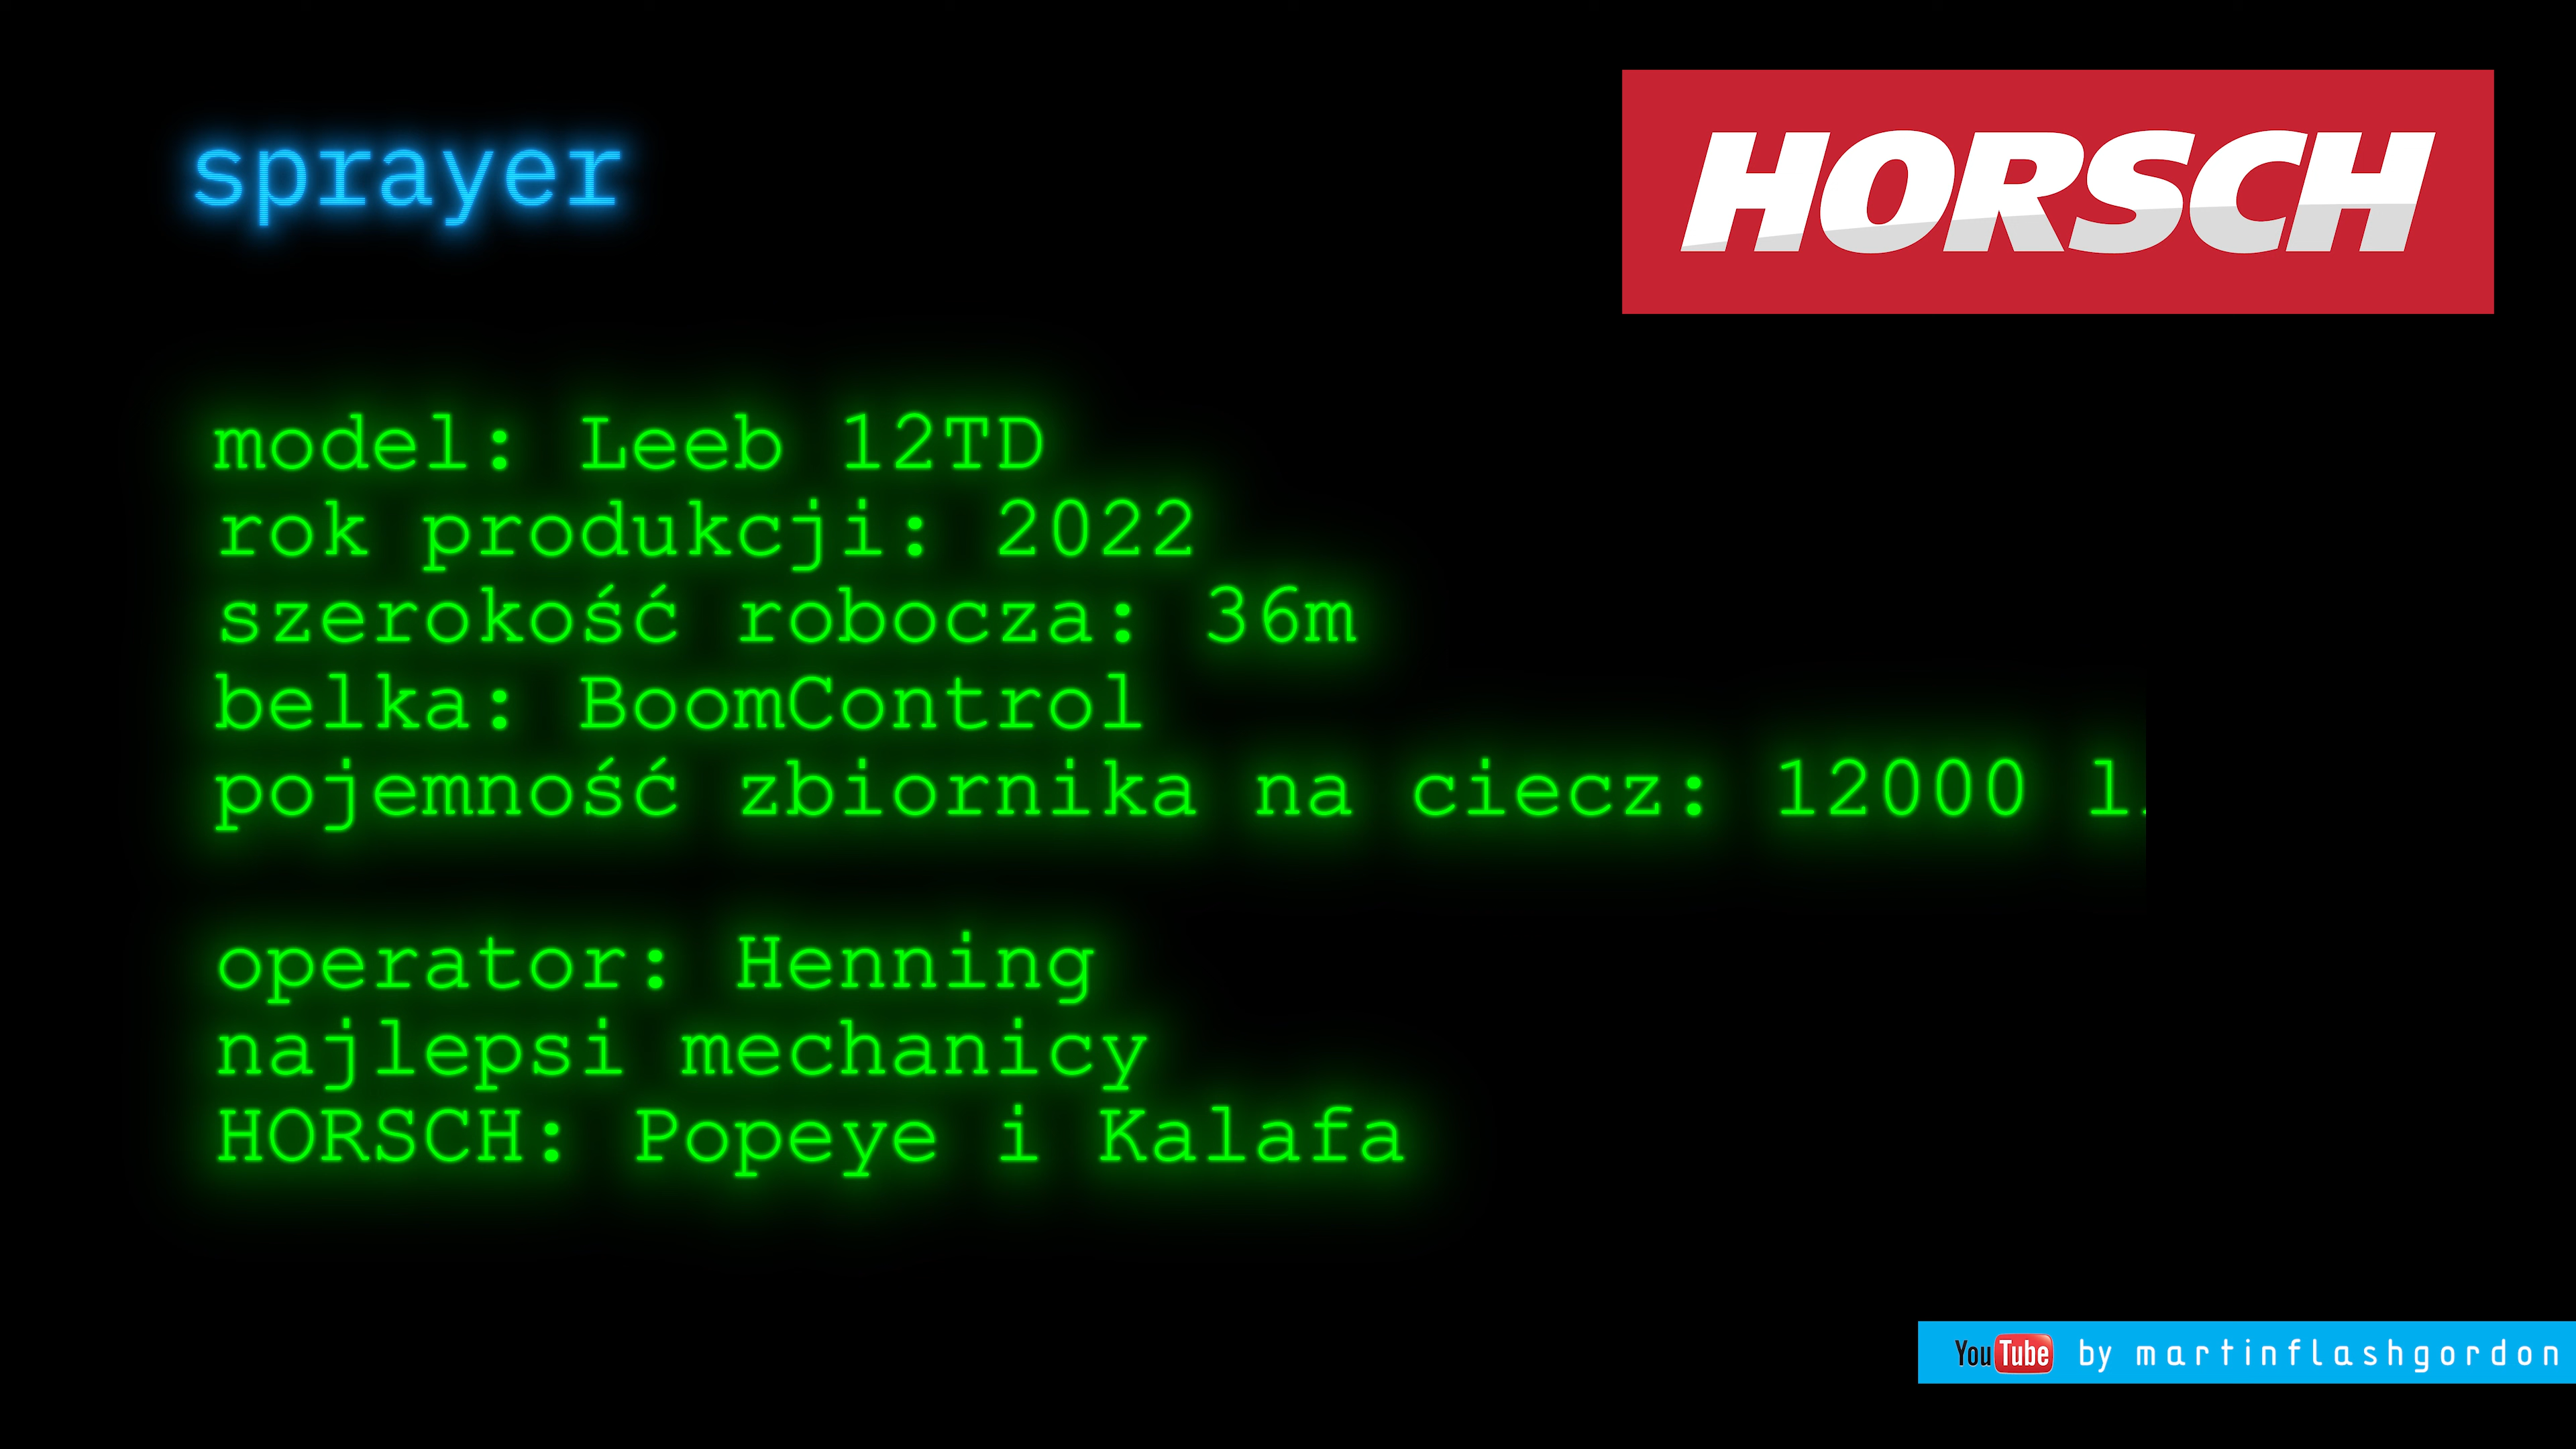 sprayer
HORSCH
model: Leeb 12TD
rok produkcji: 2022
szerokość robocza: 36m
belka: BoomControl
pojemność zbiornika na ciecz: 12000
operator: Henning
najlepsi mechanicy
HORSCH: Popeye i Kalafa
YouTube by martinflashgordon